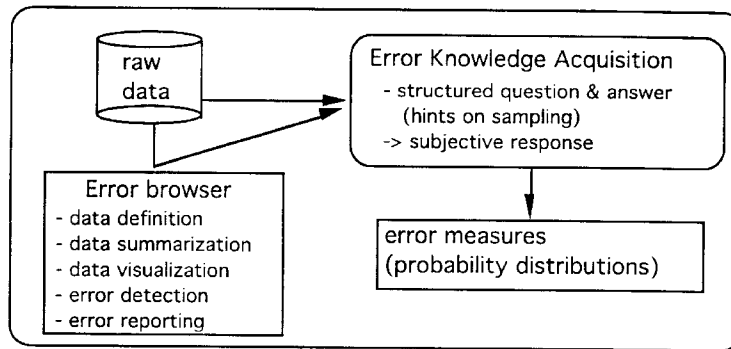 raw
data
Error Knowledge Acquisition
- structured question & answer
(hints on sampling)
-> subjective response
Error browser
- data definition
- data summarization
- data visualization
- error detection
- error reporting
error measures
(probability distributions)